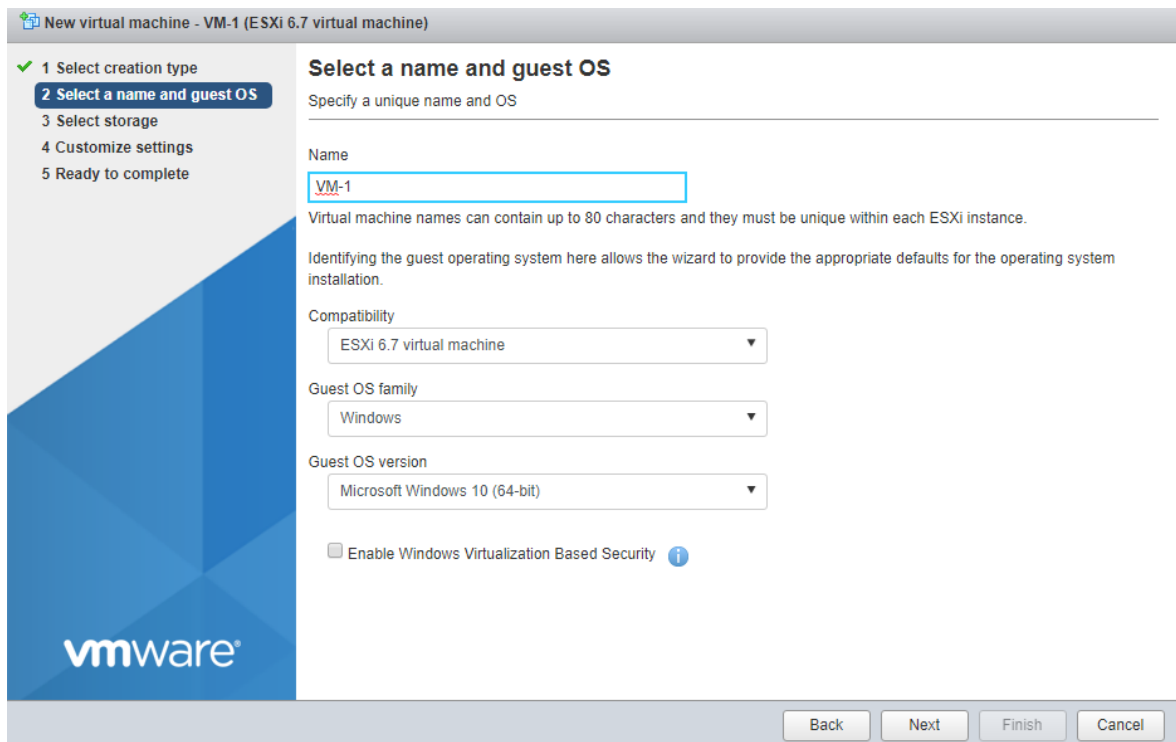 New virtual machine - VM-1 (ESXi 6.7 virtual machine)
1 Select creation type
2 Select a name and guest OS
3 Select storage
4 Customize settings
5 Ready to complete
vmware®
Select a name and guest OS
Specify a unique name and OS
Name
VM-1
Virtual machine names can contain up to 80 characters and they must be unique within each ESXi instance.
Identifying the guest operating system here allows the wizard to provide the appropriate defaults for the operating system
installation.
Compatibility
ESXi 6.7 virtual machine
Guest OS family
Windows
Guest OS version
Microsoft Windows 10 (64-bit)
Enable Windows Virtualization Based Security i
Back Next Finish Cancel